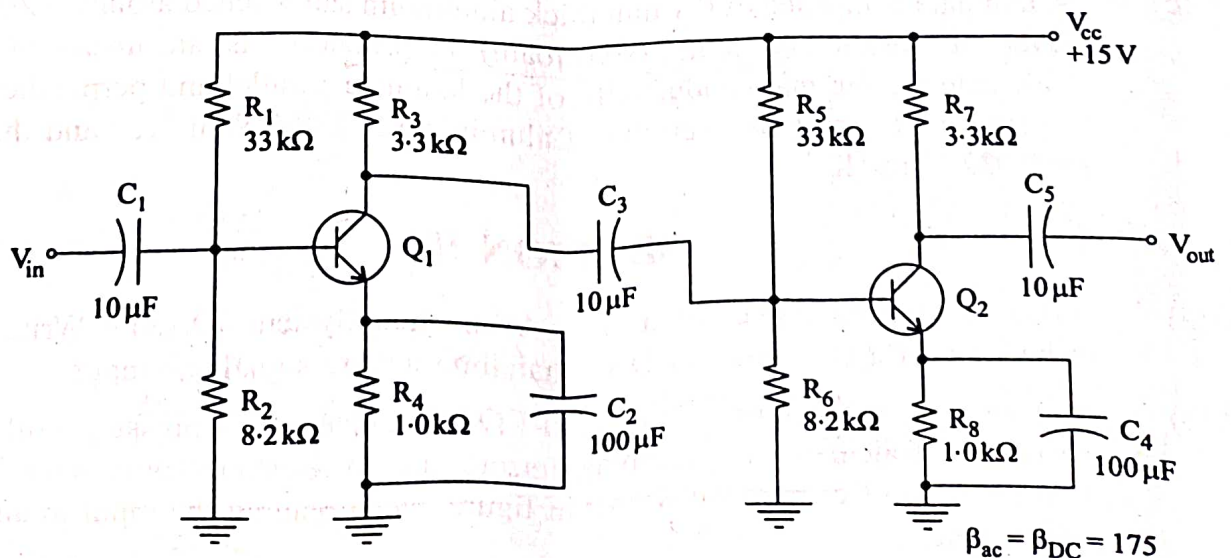 V_cc
+15 V
R_1
33 kΩ
R_3
3·3 kΩ
R_5
33 kΩ
R_7
3·3kΩ
C_1
10 μF
V_in
Q_1
C_3
10 μF
C_5
10 μF
V_out
Q_2
R_2
8·2 kΩ
R_4
1·0 kΩ
C_2
100 μF
R_6
8·2 kΩ
R_8
1·0 kΩ
C_4
100 μF
β_ac = β_DC = 175